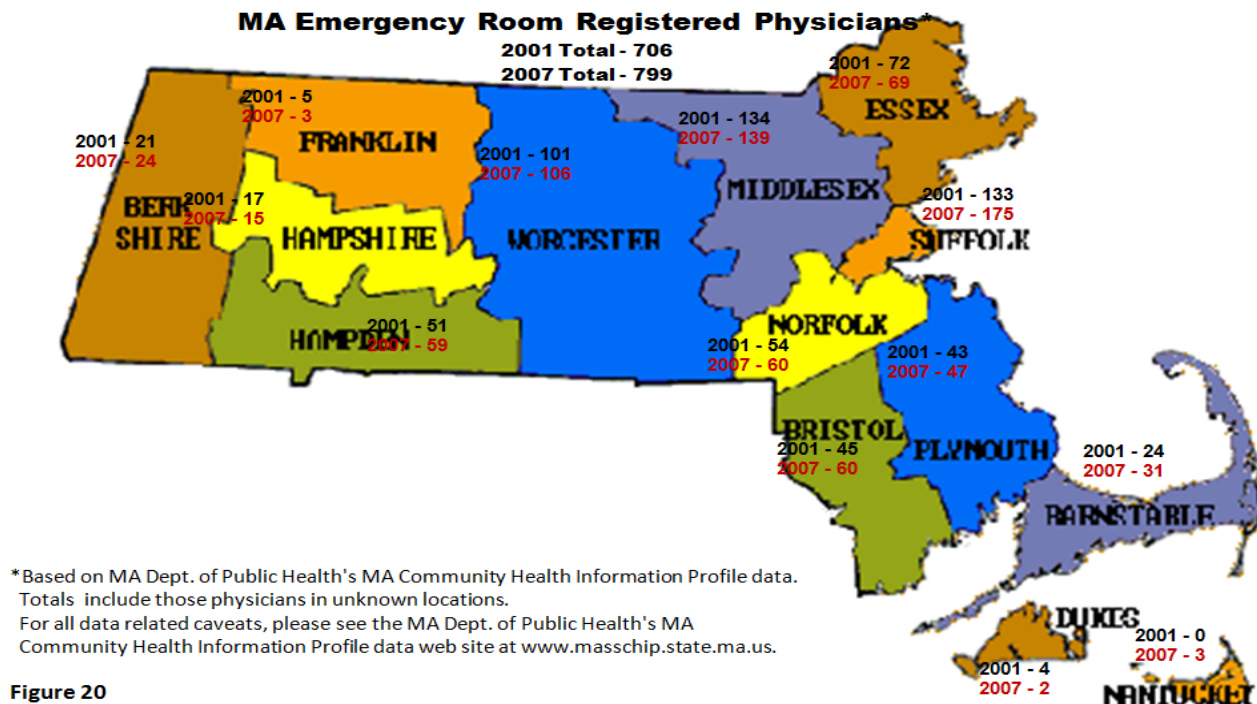 MA Emergency Room Registered Physicians*
2001 Total - 706
2007 Total - 799
2001 - 72
2007 - 69
ESSEX
2001 - 5
2007 - 3
FRANKLIN
2001 - 134
2007 - 139
MIDDLESEX
2001 - 21
2007 - 24
BERK
SHIRE
2001 - 101
2007 - 106
WORCESTER
2001 - 17
2007 - 15
HAMPSHIRE
2001 - 133
2007 - 175
SUFFOLK
2001 - 51
2007 - 59
HAMPDEN
NORFOLK
2001 - 54
2007 - 60
2001 - 43
2007 - 47
PLYMOUTH
BRISTOL
2001 - 45
2007 - 60
2001 - 24
2007 - 31
BARNSTABLE
*Based on MA Dept. of Public Health's MA Community Health Information Profile data.
Totals include those physicians in unknown locations.
For all data related caveats, please see the MA Dept. of Public Health's MA
Community Health Information Profile data web site at www.masschip.state.ma.us.
DUKES
2001 - 4
2007 - 2
2001 - 0
2007 - 3
NANTUCKET
Figure 20